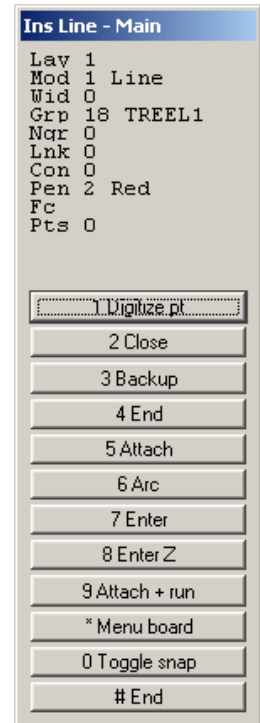 Ins Line - Main
Lay 1
Mod 1 Line
Wid 0
Grp 18 TREEL1
Ngr 0
Lnk 0
Con 0
Pen 2 Red
Fc
Pts 0
1 Digitize pt
2 Close
3 Backup
4 End
5 Attach
6 Arc
7 Enter
8 Enter Z
9 Attach + run
* Menu board
0 Toggle snap
# End